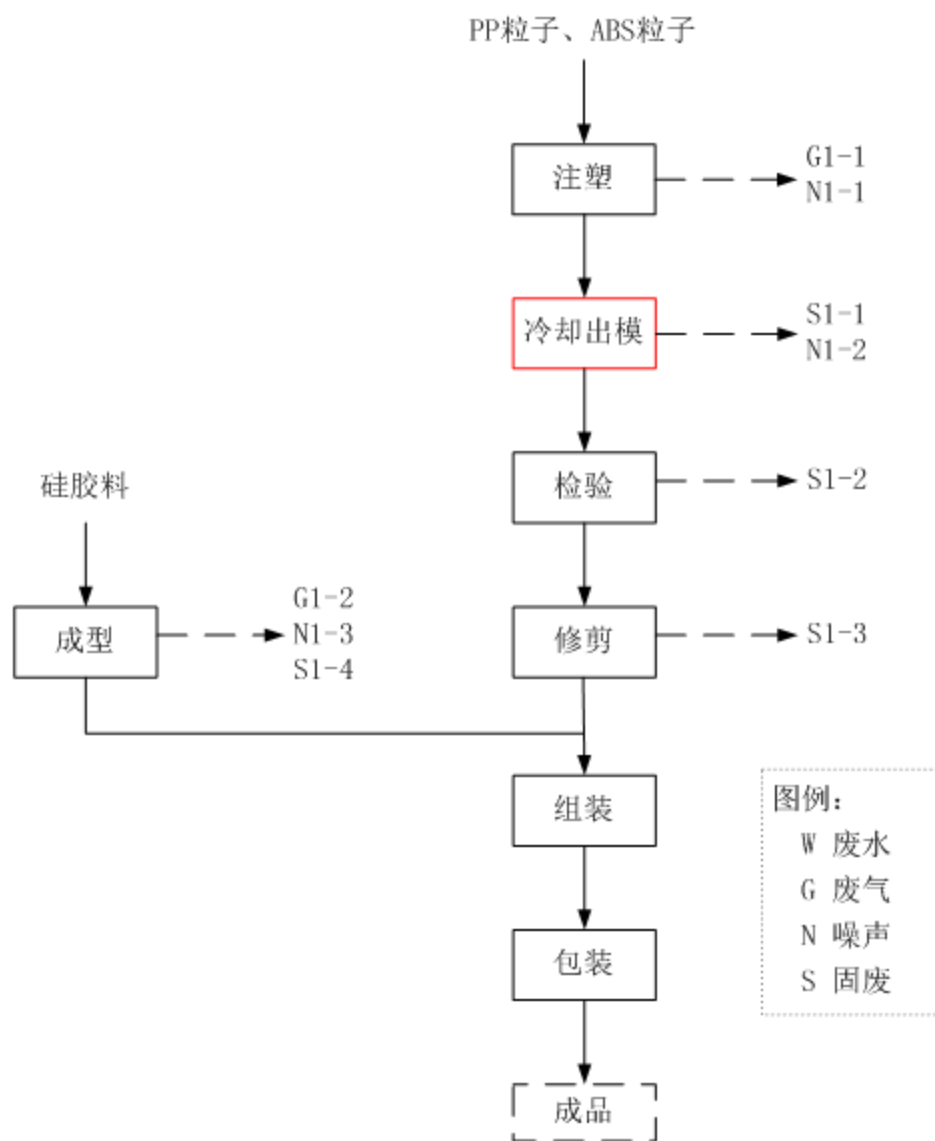 PP粒子、ABS粒子
注塑
G1-1
N1-1
冷却出模
S1-1
N1-2
检验
S1-2
硅胶料
成型
G1-2
N1-3
S1-4
修剪
S1-3
组装
包装
成品
图例：
W 废水
G 废气
N 噪声
S 固废